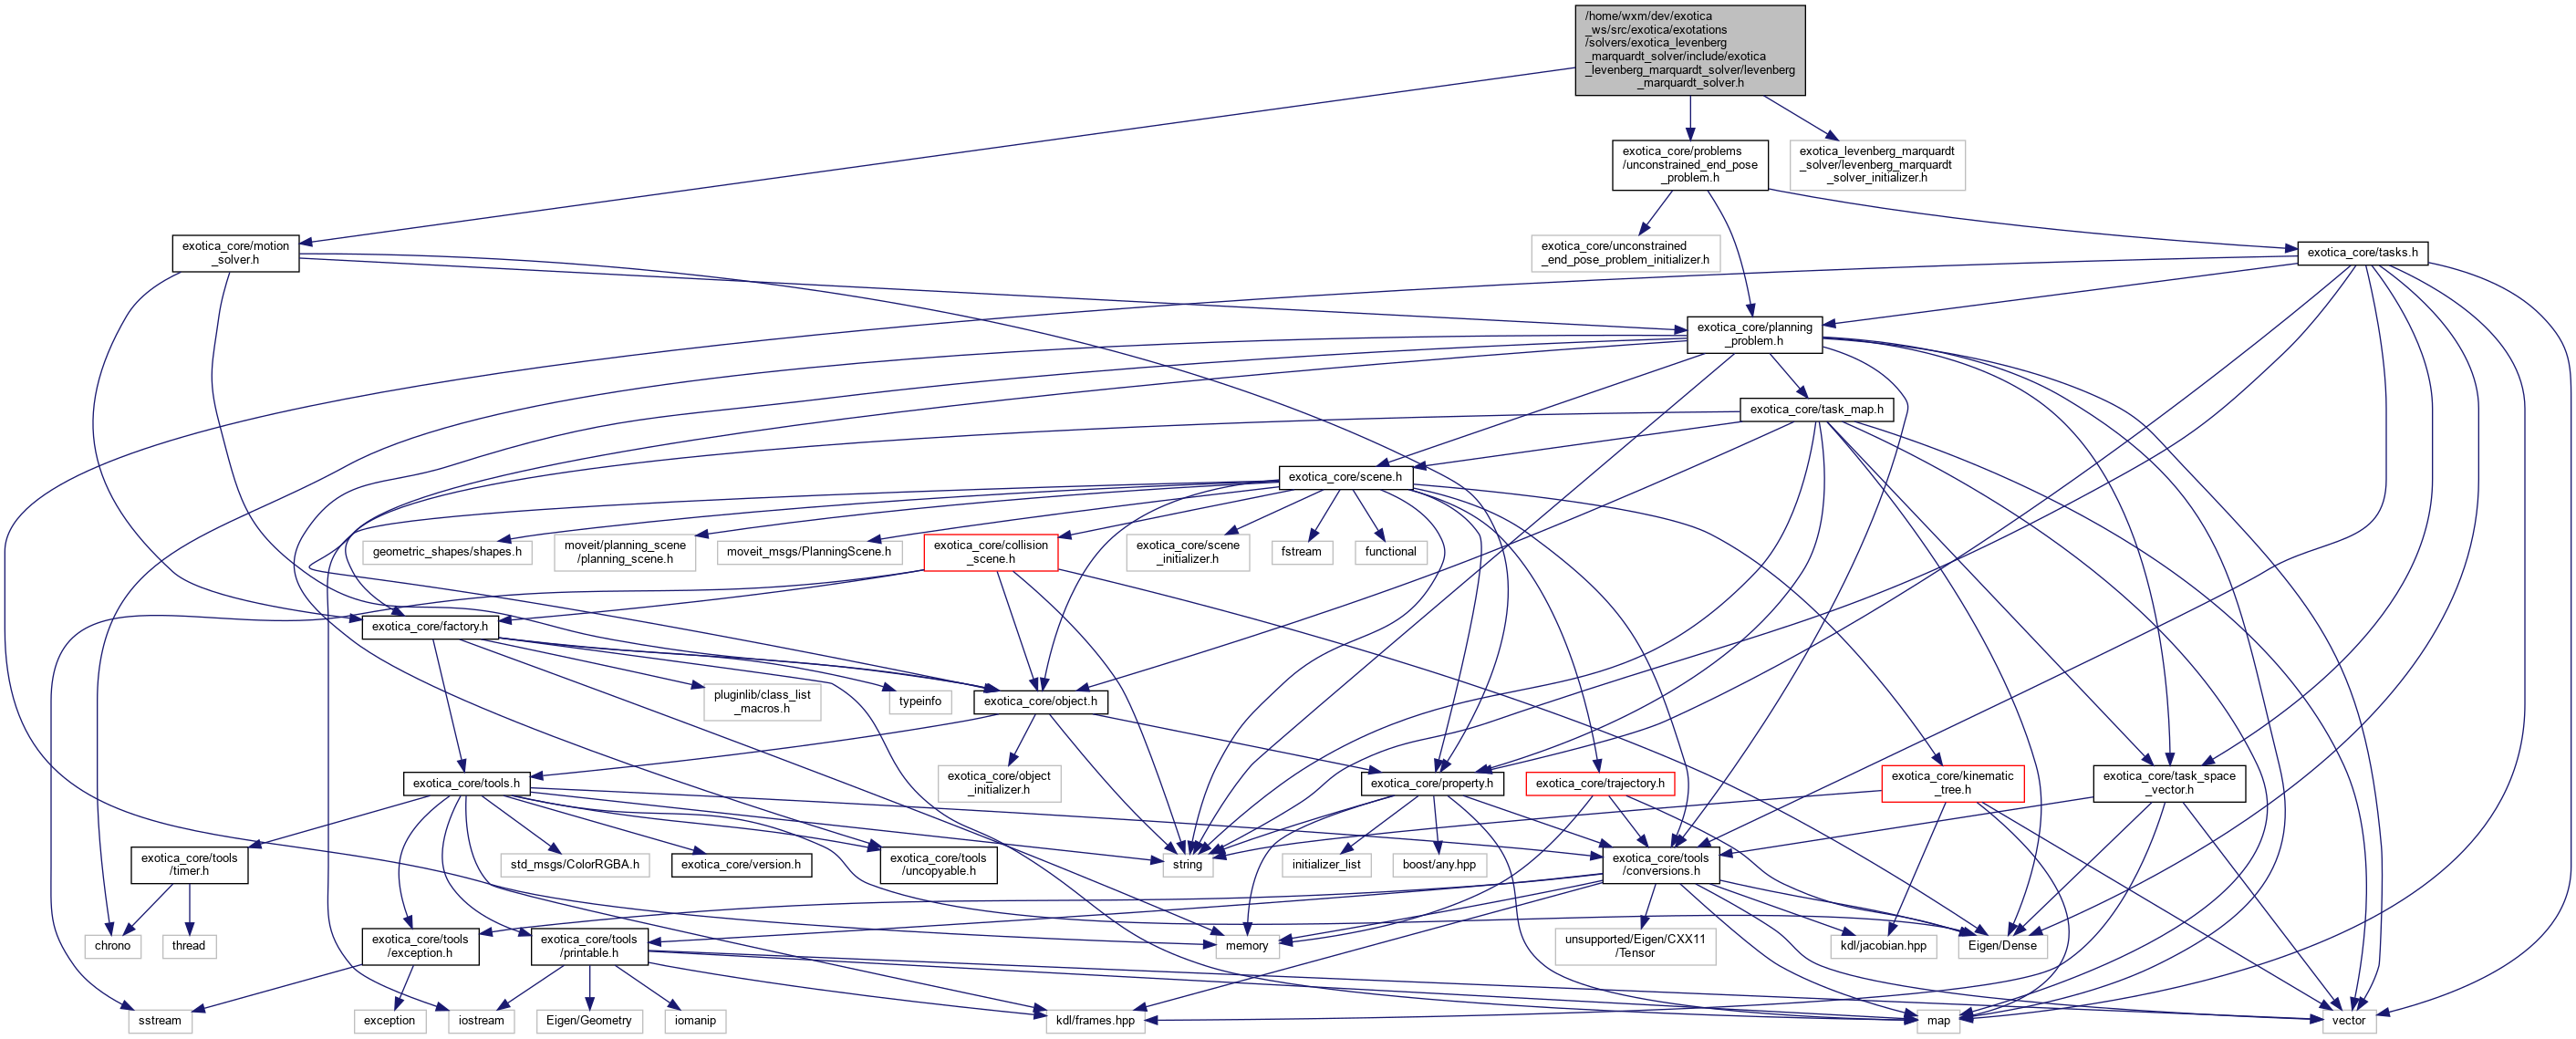 /home/wxm/dev/exotica
_ws/src/exotica/exotations
/solvers/exotica_levenberg
_marquardt_solver/include/exotica
_levenberg_marquardt_solver/levenberg
_marquardt_solver.h
exotica_core/problems
/unconstrained_end_pose
_problem.h
exotica_levenberg_marquardt
_solver/levenberg_marquardt
_solver_initializer.h
exotica_core/motion
_solver.h
exotica_core/unconstrained
_end_pose_problem_initializer.h
exotica_core/tasks.h
exotica_core/planning
_problem.h
exotica_core/task_map.h
exotica_core/scene.h
geometric_shapes/shapes.h
moveit/planning_scene
/planning_scene.h
moveit_msgs/PlanningScene.h
exotica_core/collision
_scene.h
exotica_core/scene
_initializer.h
fstream
functional
exotica_core/factory.h
pluginlib/class_list
_macros.h
typeinfo
exotica_core/object.h
exotica_core/tools.h
exotica_core/object
_initializer.h
exotica_core/property.h
exotica_core/trajectory.h
exotica_core/kinematic
_tree.h
exotica_core/task_space
_vector.h
exotica_core/tools
/timer.h
std_msgs/ColorRGBA.h
exotica_core/version.h
exotica_core/tools
/uncopyable.h
string
initializer_list
boost/any.hpp
exotica_core/tools
/conversions.h
chrono
thread
exotica_core/tools
/exception.h
exotica_core/tools
/printable.h
memory
unsupported/Eigen/CXX11
/Tensor
kdl/jacobian.hpp
Eigen/Dense
sstream
exception
iostream
Eigen/Geometry
iomanip
kdl/frames.hpp
map
vector